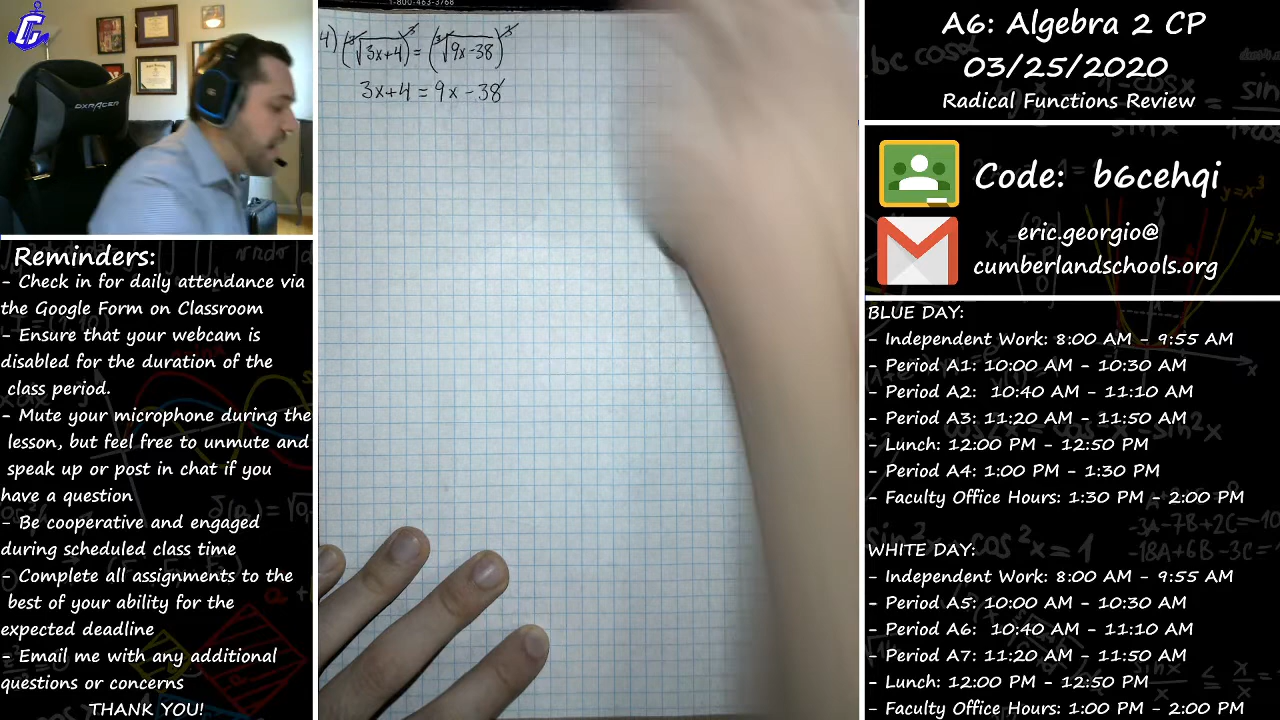 1-800-463-3768
4) (∛(3x+4))³ = (∛(9x-38))³
3x+4 = 9x-38
DXRACER
Reminders:
- Check in for daily attendance via
the Google Form on Classroom
- Ensure that your webcam is
disabled for the duration of the
class period.
- Mute your microphone during the
lesson, but feel free to unmute and
speak up or post in chat if you
have a question
- Be cooperative and engaged
during scheduled class time
- Complete all assignments to the
best of your ability for the
expected deadline
- Email me with any additional
questions or concerns
THANK YOU!
A6: Algebra 2 CP
03/25/2020
Radical Functions Review
Code: b6cehqi
eric.georgio@
cumberlandschools.org
BLUE DAY:
- Independent Work: 8:00 AM - 9:55 AM
- Period A1: 10:00 AM - 10:30 AM
- Period A2: 10:40 AM - 11:10 AM
- Period A3: 11:20 AM - 11:50 AM
- Lunch: 12:00 PM - 12:50 PM
- Period A4: 1:00 PM - 1:30 PM
- Faculty Office Hours: 1:30 PM - 2:00 PM
WHITE DAY:
- Independent Work: 8:00 AM - 9:55 AM
- Period A5: 10:00 AM - 10:30 AM
- Period A6: 10:40 AM - 11:10 AM
- Period A7: 11:20 AM - 11:50 AM
- Lunch: 12:00 PM - 12:50 PM
- Faculty Office Hours: 1:00 PM - 2:00 PM